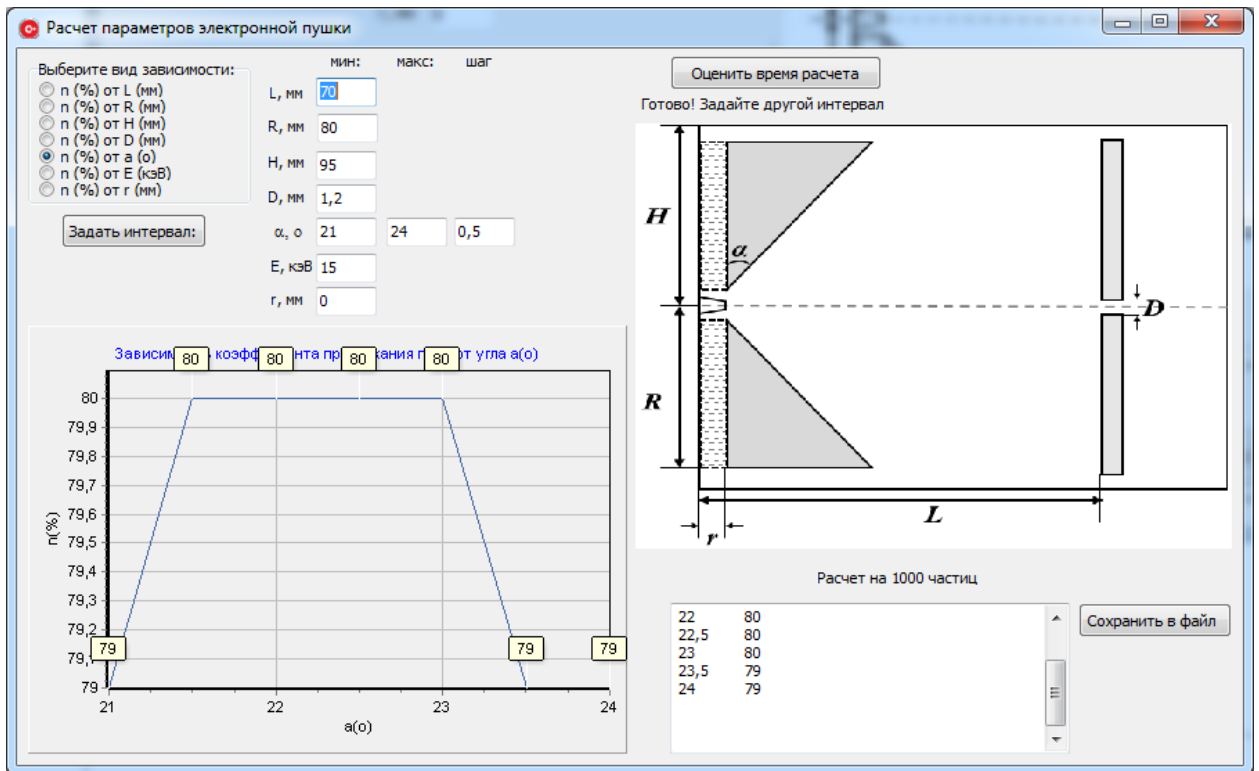 Расчет параметров электронной пушки
Выберите вид зависимости:
n (%) от L (мм)
n (%) от R (мм)
n (%) от H (мм)
n (%) от D (мм)
n (%) от a (о)
n (%) от E (кэВ)
n (%) от r (мм)
Задать интервал:
мин: макс: шаг
L, мм 70
R, мм 80
H, мм 95
D, мм 1,2
α, о 21 24 0,5
E, кэВ 15
r, мм 0
Оценить время расчета
Готово! Задайте другой интервал
H
α
D
R
L
r
угла a(о)
80 80 80 80
79 79 79
80
79,9
79,8
79,7
79,6
79,5
79,4
79,3
79,2
79
n(%)
21 22 23 24
a(о)
Расчет на 1000 частиц
22 80
22,5 80
23 80
23,5 79
24 79
Сохранить в файл